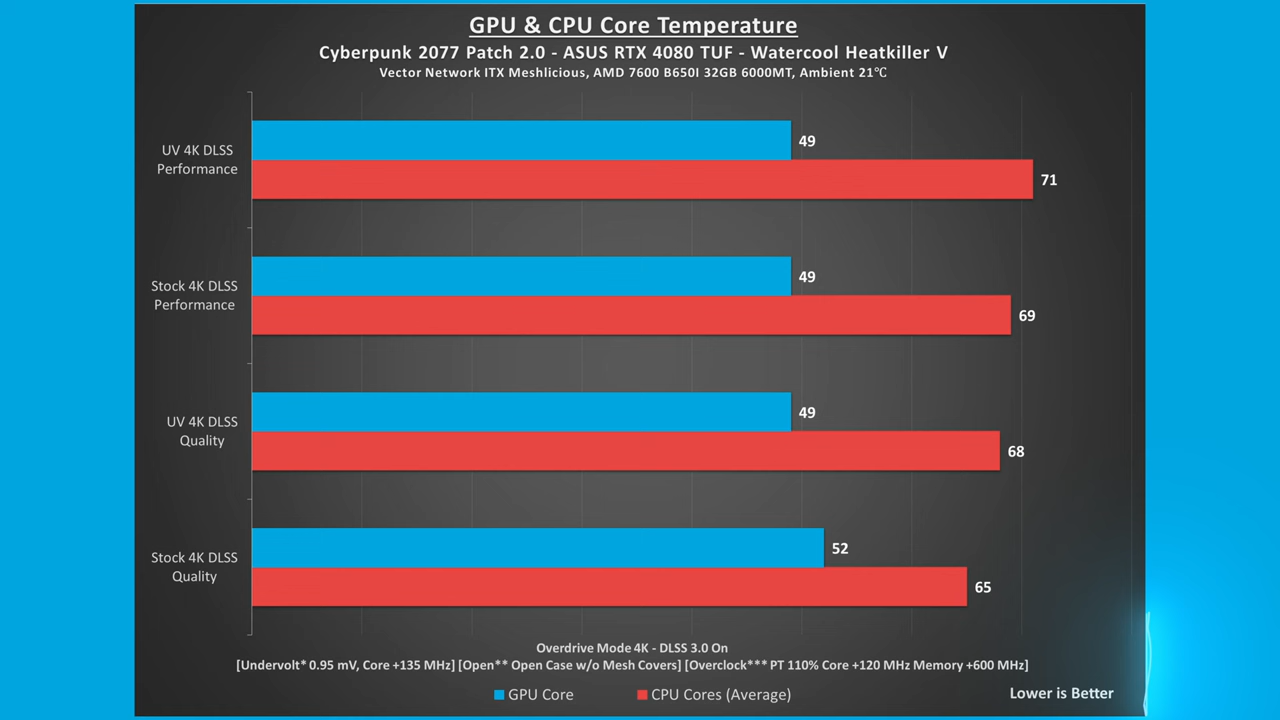 GPU & CPU Core Temperature
Cyberpunk 2077 Patch 2.0 - ASUS RTX 4080 TUF - Watercool Heatkiller V
Vector Network ITX Meshlicious, AMD 7600 B650I 32GB 6000MT, Ambient 21℃
UV 4K DLSS
Performance
49
71
Stock 4K DLSS
Performance
49
69
UV 4K DLSS
Quality
49
68
Stock 4K DLSS
Quality
52
65
Overdrive Mode 4K - DLSS 3.0 On
[Undervolt* 0.95 mV, Core +135 MHz] [Open** Open Case w/o Mesh Covers] [Overclock*** PT 110% Core +120 MHz Memory +600 MHz]
GPU Core
CPU Cores (Average)
Lower is Better